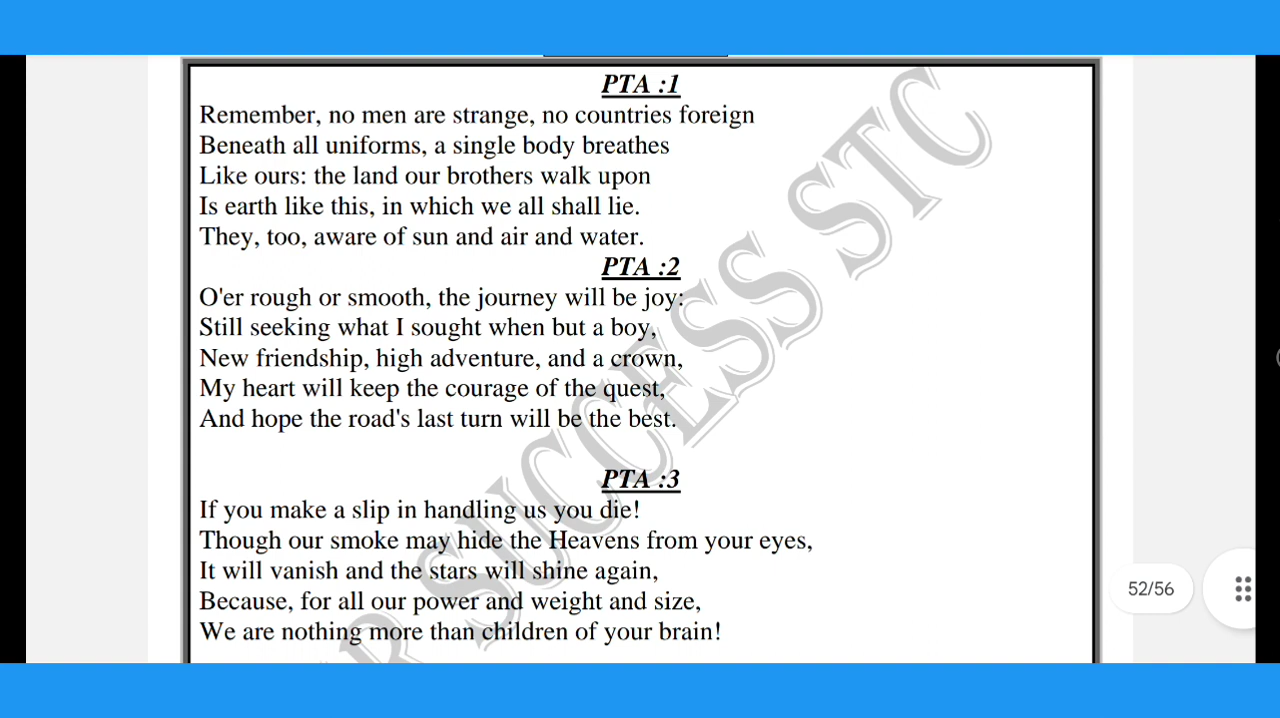 PTA :1
Remember, no men are strange, no countries foreign
Beneath all uniforms, a single body breathes
Like ours: the land our brothers walk upon
Is earth like this, in which we all shall lie.
They, too, aware of sun and air and water.
PTA :2
O'er rough or smooth, the journey will be joy:
Still seeking what I sought when but a boy,
New friendship, high adventure, and a crown,
My heart will keep the courage of the quest,
And hope the road's last turn will be the best.
PTA :3
If you make a slip in handling us you die!
Though our smoke may hide the Heavens from your eyes,
It will vanish and the stars will shine again,
Because, for all our power and weight and size,
We are nothing more than children of your brain!
52/56
R SUCCESS STC